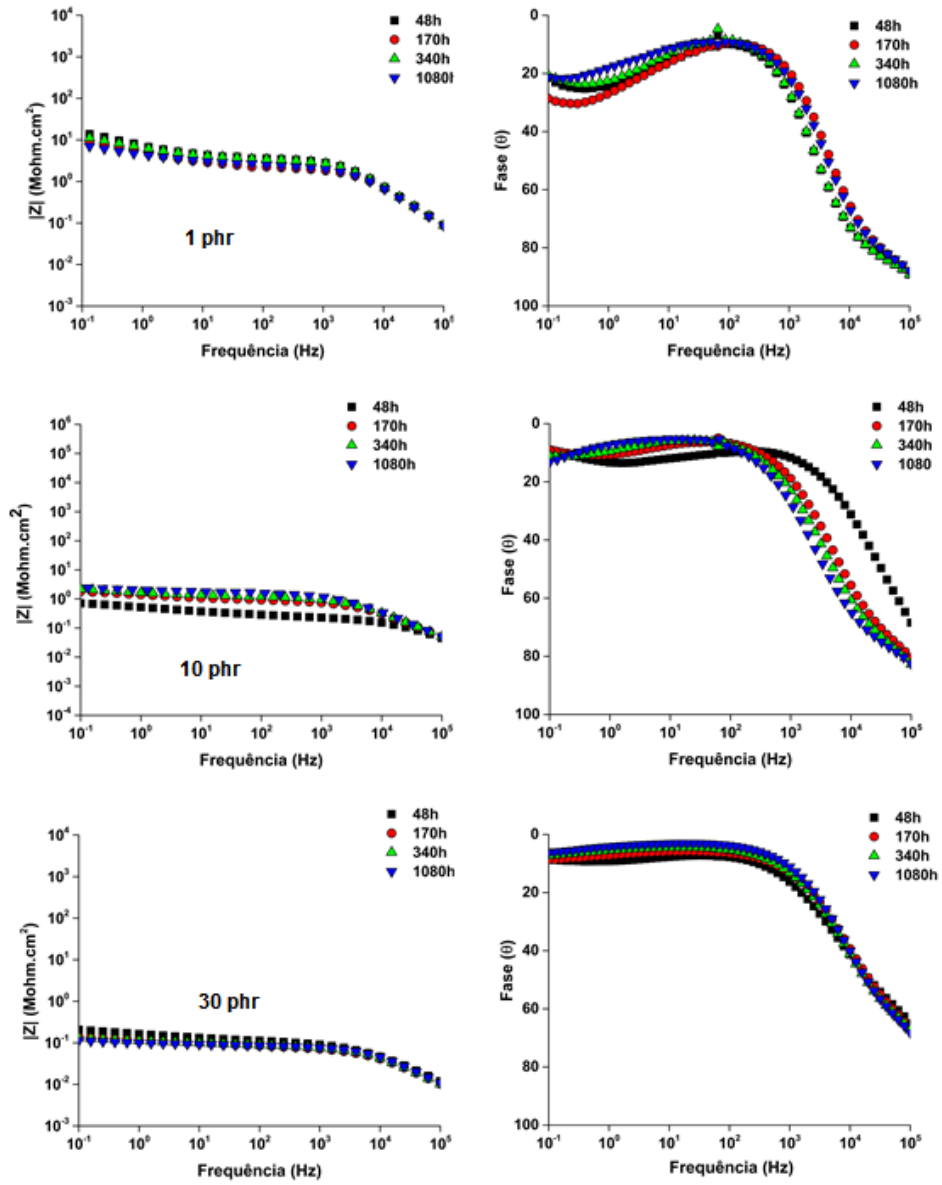 10⁴
10³
10²
10¹
10⁰
10⁻¹
10⁻²
10⁻³
|Z| (Mohm.cm²)
48h
170h
340h
1080h
1 phr
10⁻¹ 10⁰ 10¹ 10² 10³ 10⁴ 10⁵
Frequência (Hz)
0
20
40
60
80
100
Fase (θ)
48h
170h
340h
1080h
10⁻¹ 10⁰ 10¹ 10² 10³ 10⁴ 10⁵
Frequência (Hz)
10⁶
10⁵
10⁴
10³
10²
10¹
10⁰
10⁻¹
10⁻²
10⁻³
10⁻⁴
|Z| (Mohm.cm²)
48h
170h
340h
1080h
10 phr
10⁻¹ 10⁰ 10¹ 10² 10³ 10⁴ 10⁵
Frequência (Hz)
0
20
40
60
80
100
Fase (θ)
48h
170h
340h
1080
10⁻¹ 10⁰ 10¹ 10² 10³ 10⁴ 10⁵
Frequência (Hz)
10⁴
10³
10²
10¹
10⁰
10⁻¹
10⁻²
10⁻³
|Z| (Mohm.cm²)
48h
170h
340h
1080h
30 phr
10⁻¹ 10⁰ 10¹ 10² 10³ 10⁴ 10⁵
Frequência (Hz)
0
20
40
60
80
100
Fase (θ)
48h
170h
340h
1080h
10⁻¹ 10⁰ 10¹ 10² 10³ 10⁴ 10⁵
Frequência (Hz)